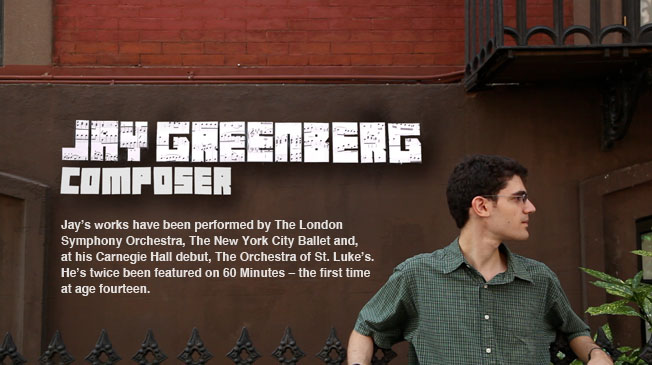 JAY GREENBERG
COMPOSER
Jay's works have been performed by The London
Symphony Orchestra, The New York City Ballet and,
at his Carnegie Hall debut, The Orchestra of St. Luke's.
He's twice been featured on 60 Minutes – the first time
at age fourteen.